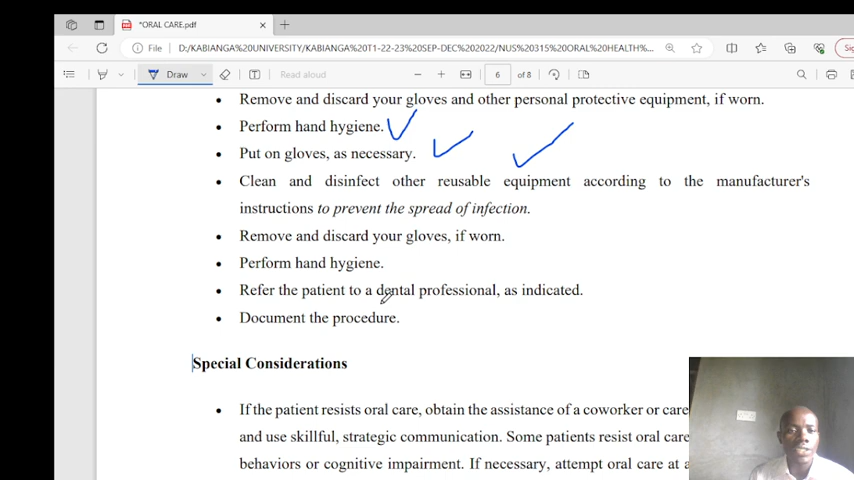 *ORAL CARE.pdf
File
D:/KABIANGA%20UNIVERSITY/KABIANGA%20T1-22-23%20SEP-DEC%202022/NUS%20315%20ORAL%20HEALTH%...
Draw
Read aloud
6 of 8
Remove and discard your gloves and other personal protective equipment, if worn.
Perform hand hygiene.
Put on gloves, as necessary.
Clean and disinfect other reusable equipment according to the manufacturer's
instructions to prevent the spread of infection.
Remove and discard your gloves, if worn.
Perform hand hygiene.
Refer the patient to a dental professional, as indicated.
Document the procedure.
Special Considerations
If the patient resists oral care, obtain the assistance of a coworker or care
and use skillful, strategic communication. Some patients resist oral care
behaviors or cognitive impairment. If necessary, attempt oral care at a